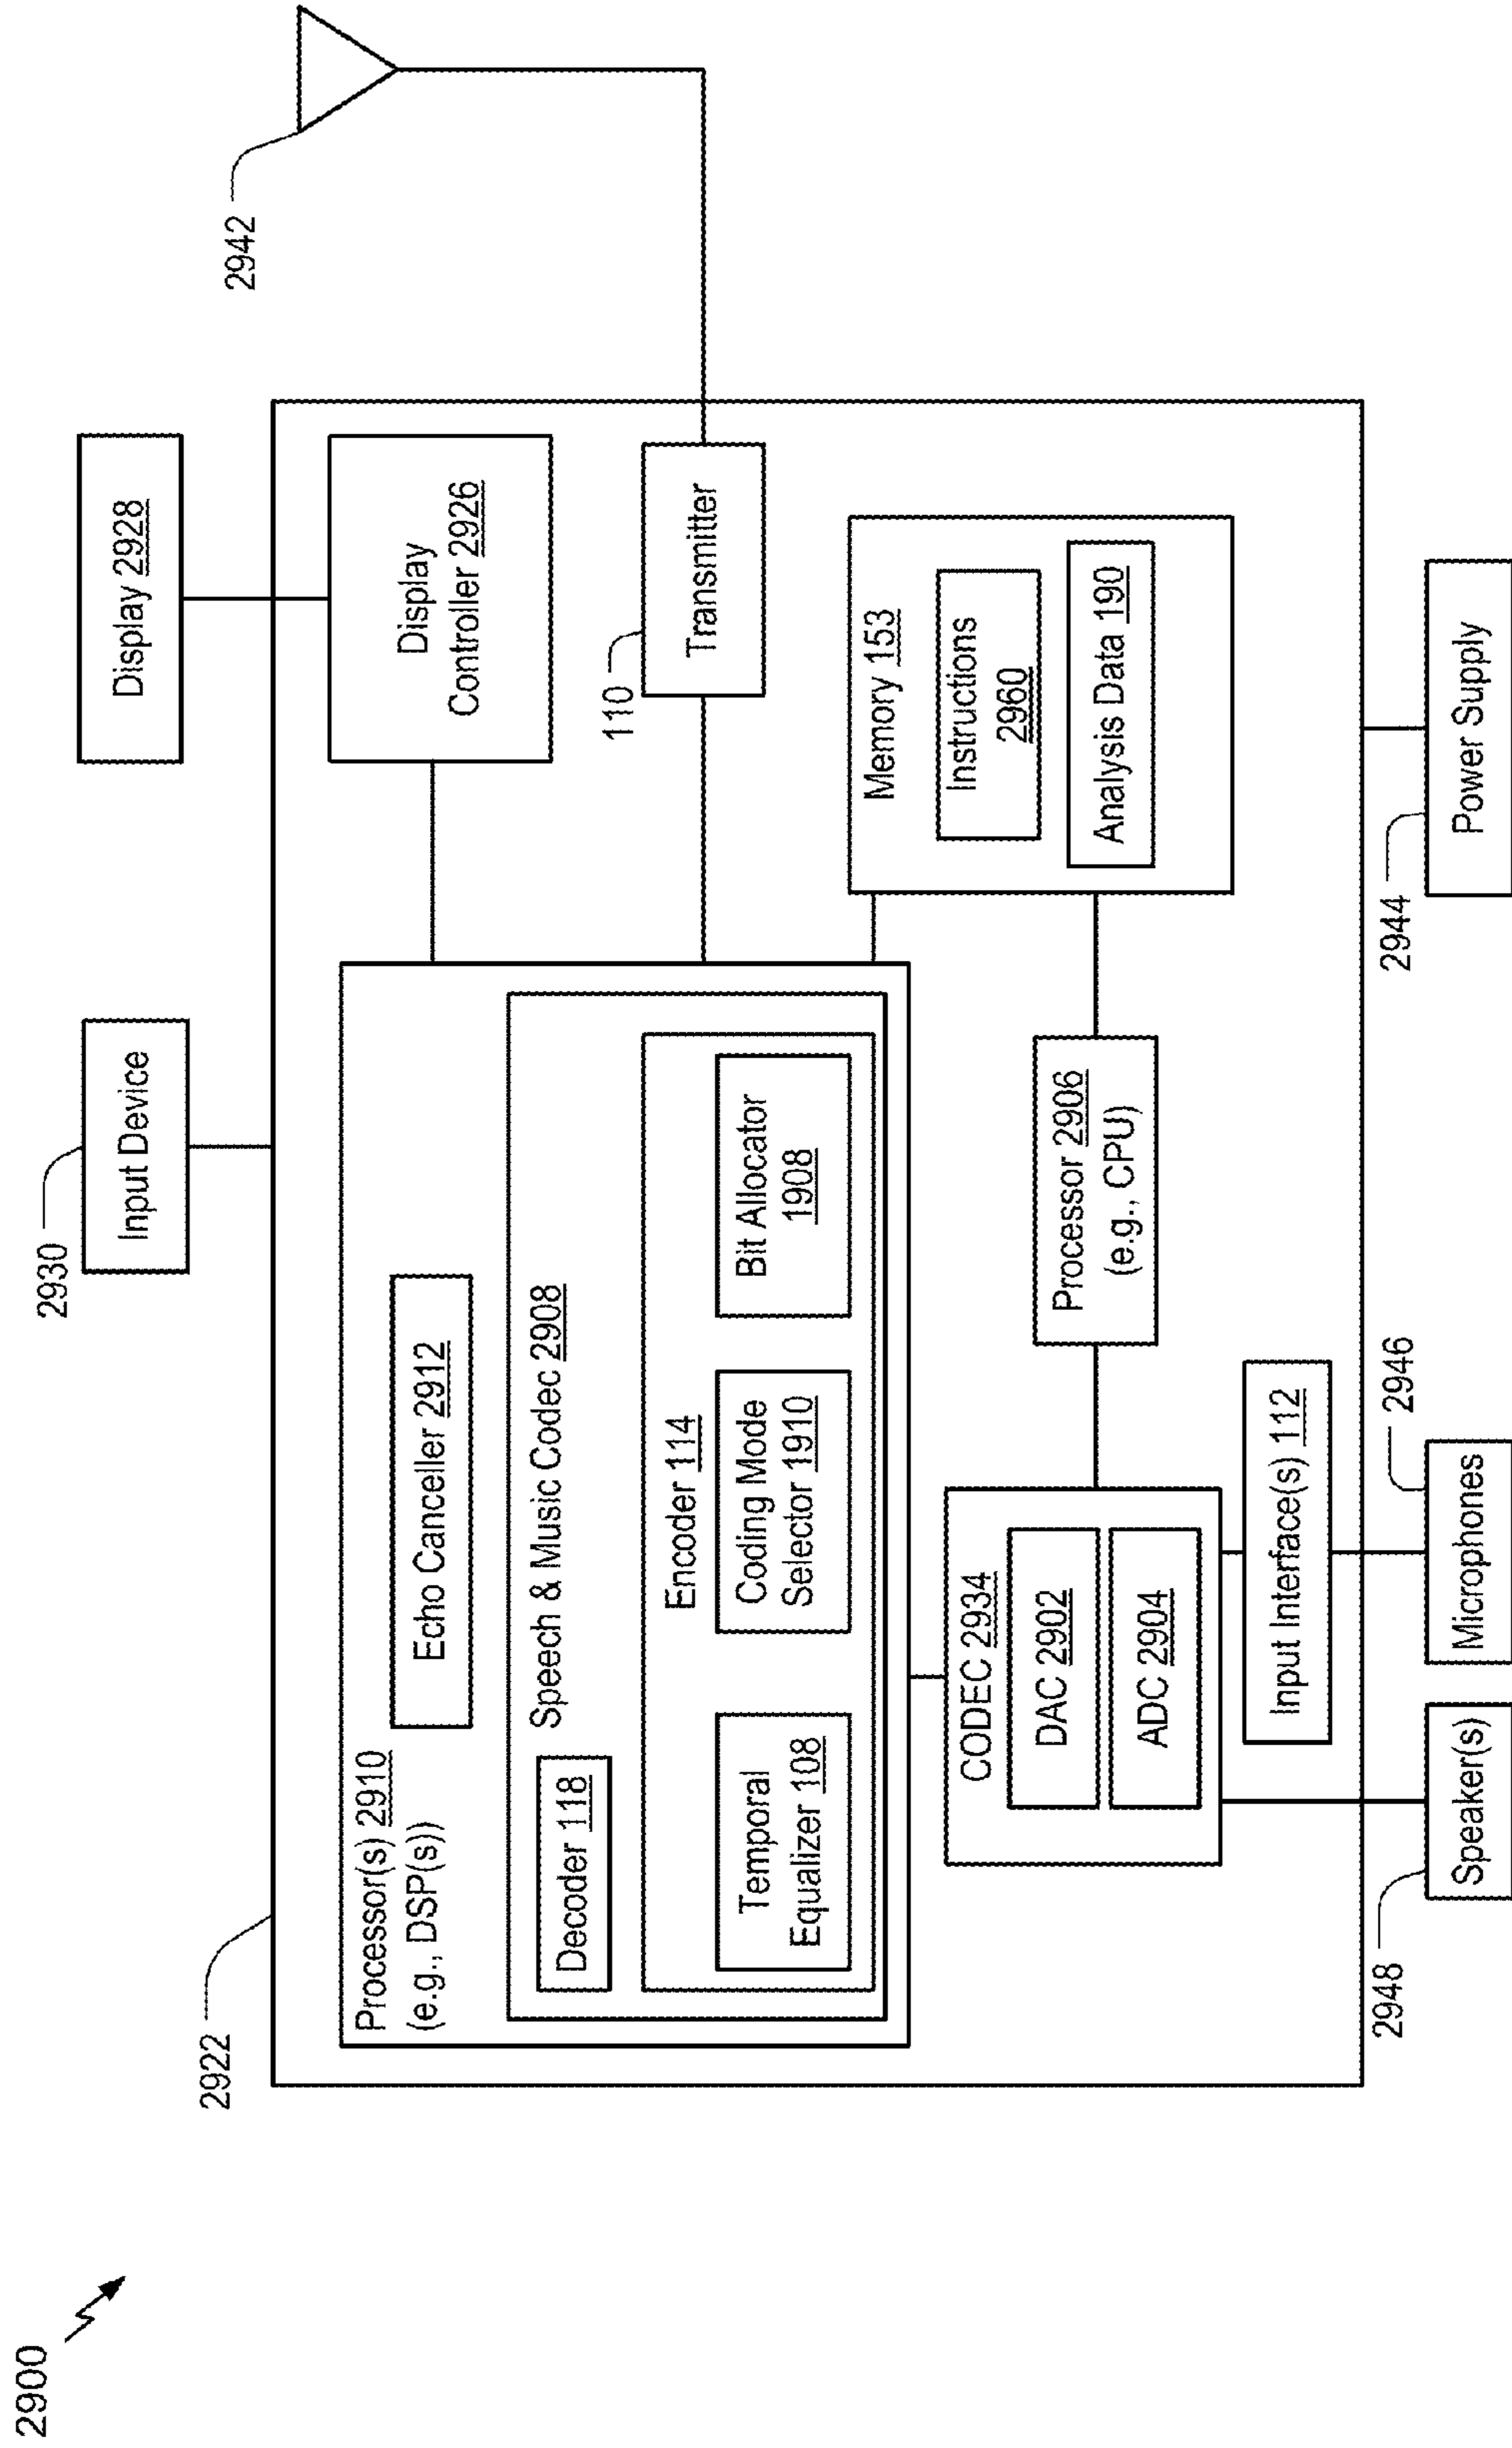 2900
2922
2930
Input Device
Display 2928
2942
Processor(s) 2910
(e.g., DSP(s))
Echo Canceller 2912
Display
Controller 2926
Speech & Music Codec 2908
Decoder 118
110
Transmitter
Encoder 114
Temporal
Equalizer 108
Coding Mode
Selector 1910
Bit Allocator
1908
Memory 153
Instructions
2960
Analysis Data 190
CODEC 2934
DAC 2902
ADC 2904
Processor 2906
(e.g., CPU)
Input Interface(s) 112
2948
Speaker(s)
2946
Microphones
2944
Power Supply